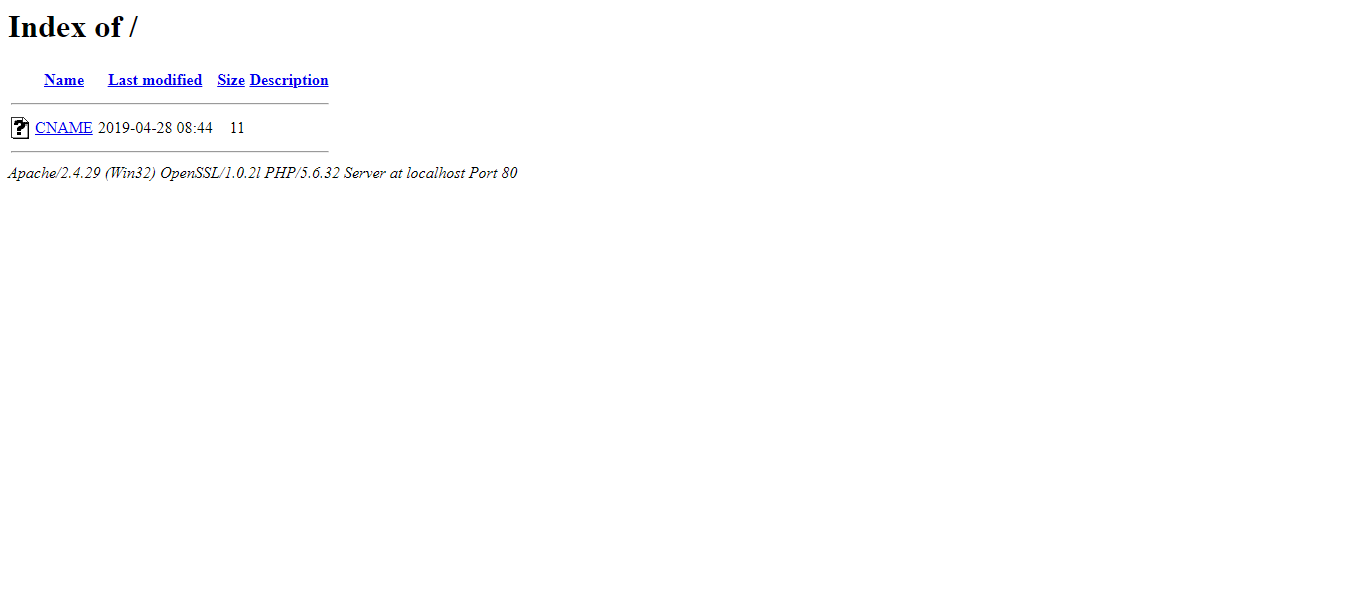 Index of /
Name Last modified Size Description
CNAME 2019-04-28 08:44 11
Apache/2.4.29 (Win32) OpenSSL/1.0.2l PHP/5.6.32 Server at localhost Port 80